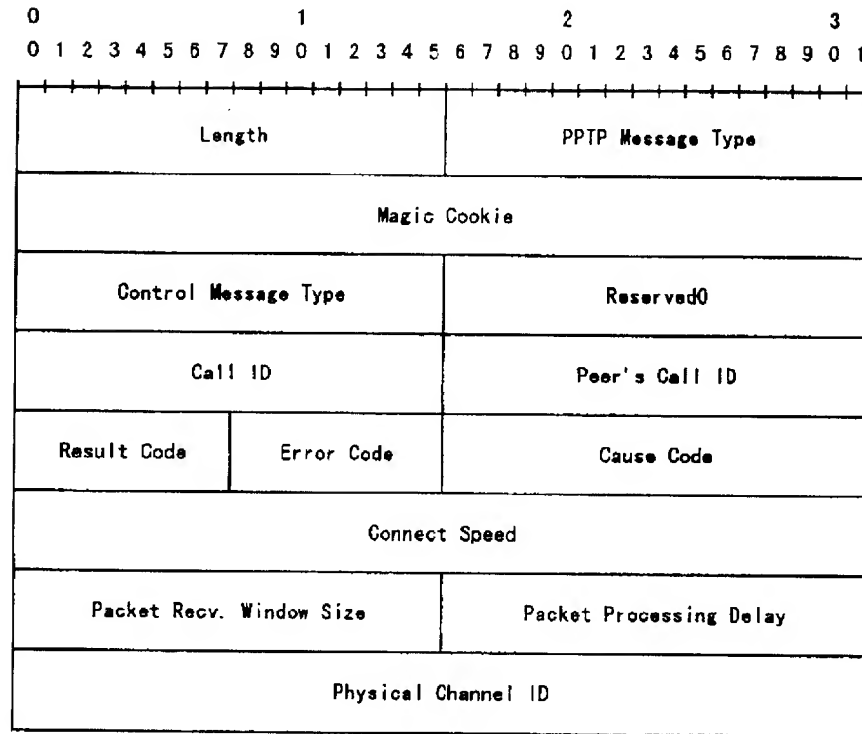 0 1 2 3
0 1 2 3 4 5 6 7 8 9 0 1 2 3 4 5 6 7 8 9 0 1 2 3 4 5 6 7 8 9 0 1
Length PPTP Message Type
Magic Cookie
Control Message Type Reserved0
Call ID Peer's Call ID
Result Code Error Code Cause Code
Connect Speed
Packet Recv. Window Size Packet Processing Delay
Physical Channel ID